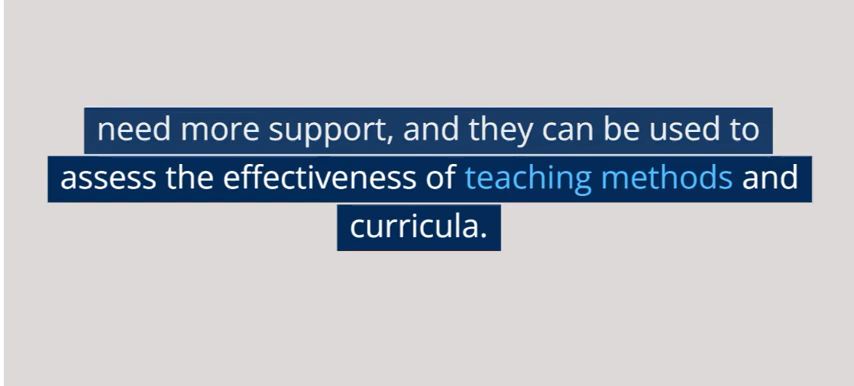 need more support, and they can be used to
assess the effectiveness of teaching methods and
curricula.